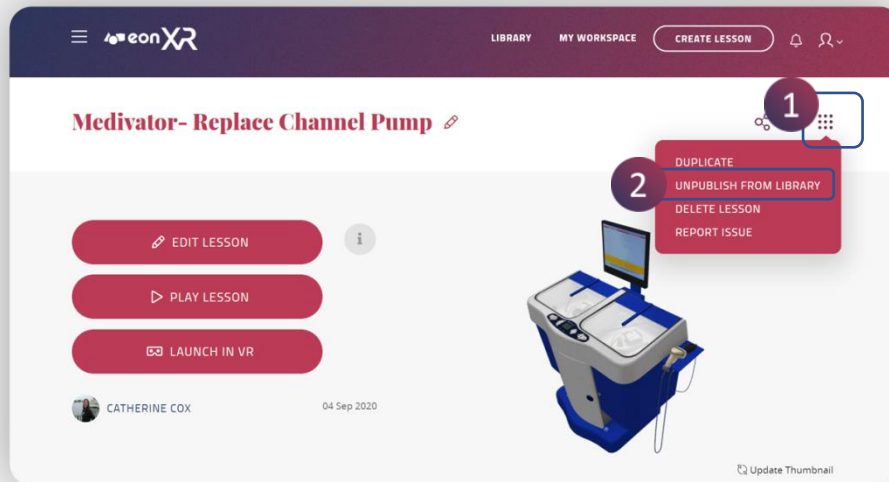 eonXR
LIBRARY MY WORKSPACE CREATE LESSON
Medivator- Replace Channel Pump
1
DUPLICATE
2
UNPUBLISH FROM LIBRARY
DELETE LESSON
REPORT ISSUE
EDIT LESSON
i
PLAY LESSON
LAUNCH IN VR
CATHERINE COX
04 Sep 2020
Update Thumbnail